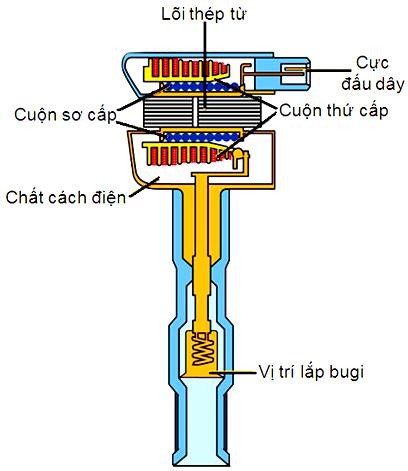 Lõi thép từ
Cực
đấu dây
Cuộn sơ cấp
Cuộn thứ cấp
Chất cách điện
Vị trí lắp bugi